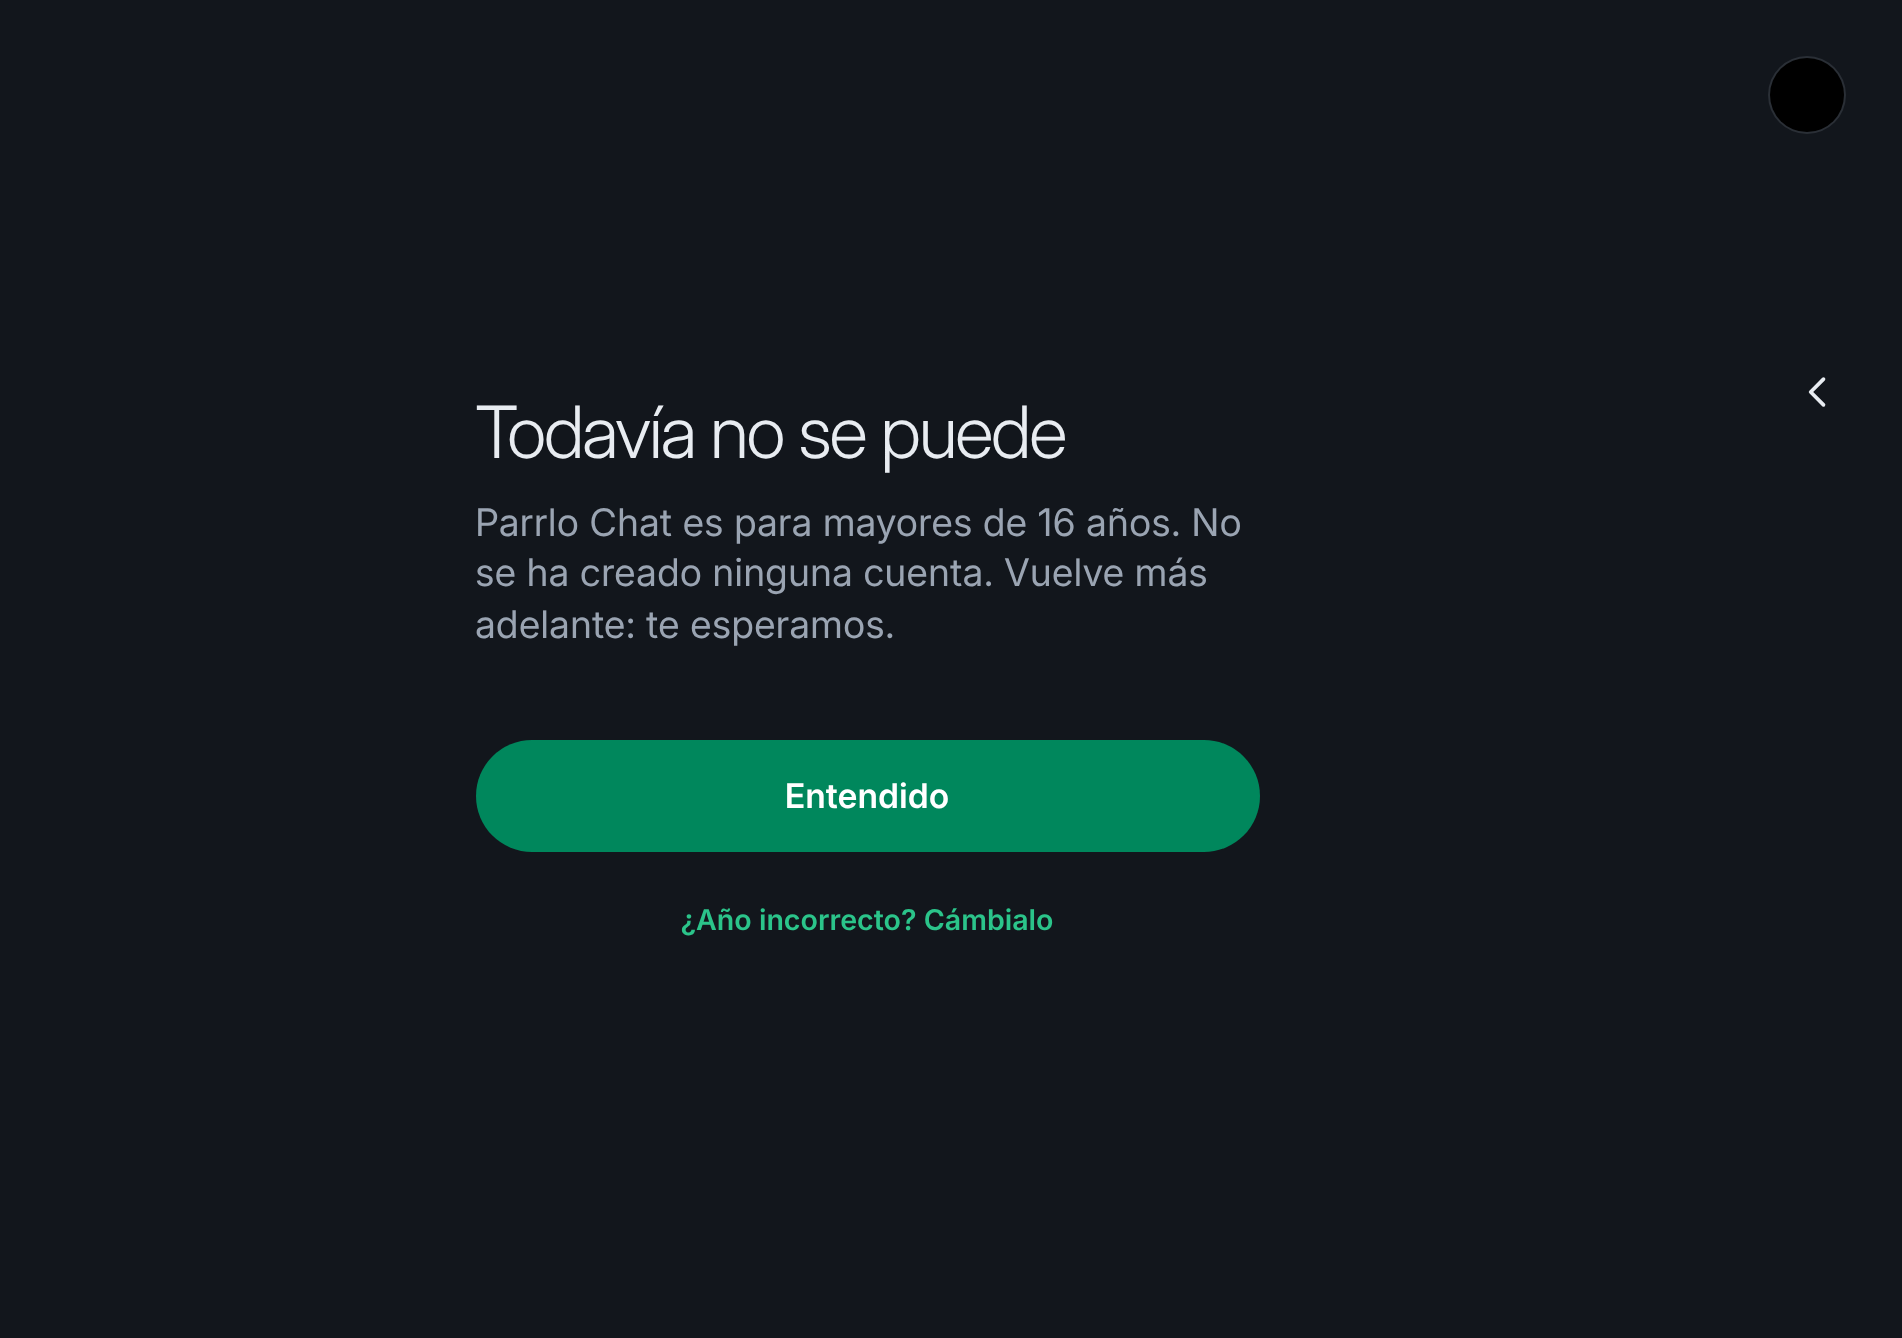 Todavía no se puede
Parrlo Chat es para mayores de 16 años. No
se ha creado ninguna cuenta. Vuelve más
adelante: te esperamos.
Entendido
¿Año incorrecto? Cámbialo